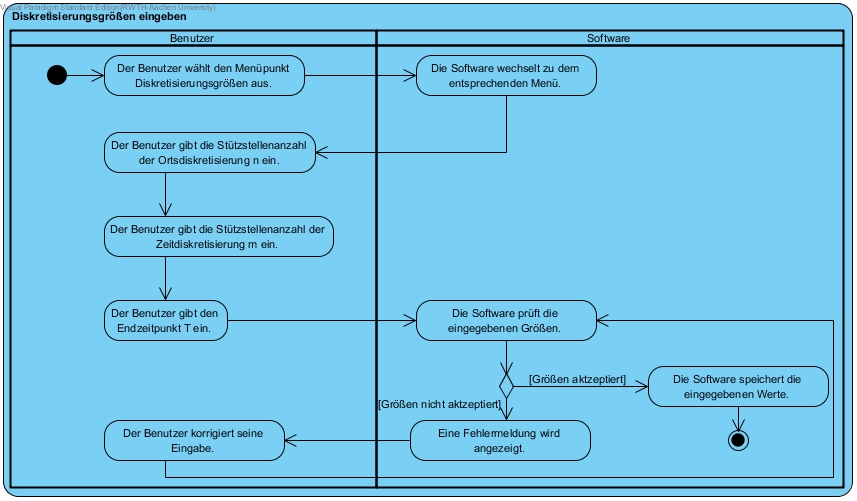 Visual Paradigm Standard Edition(RWTH-Aachen University)
Diskretisierungsgrößen eingeben
Benutzer
Software
Der Benutzer wählt den Menüpunkt
Diskretisierungsgrößen aus.
Die Software wechselt zu dem
entsprechenden Menü.
Der Benutzer gibt die Stützstellenanzahl
der Ortsdiskretisierung n ein.
Der Benutzer gibt die Stützstellenanzahl der
Zeitdiskretisierung m ein.
Der Benutzer gibt den
Endzeitpunkt T ein.
Die Software prüft die
eingegebenen Größen.
[Größen aktzeptiert]
Die Software speichert die
eingegebenen Werte.
[Größen nicht aktzeptiert]
Der Benutzer korrigiert seine
Eingabe.
Eine Fehlermeldung wird
angezeigt.